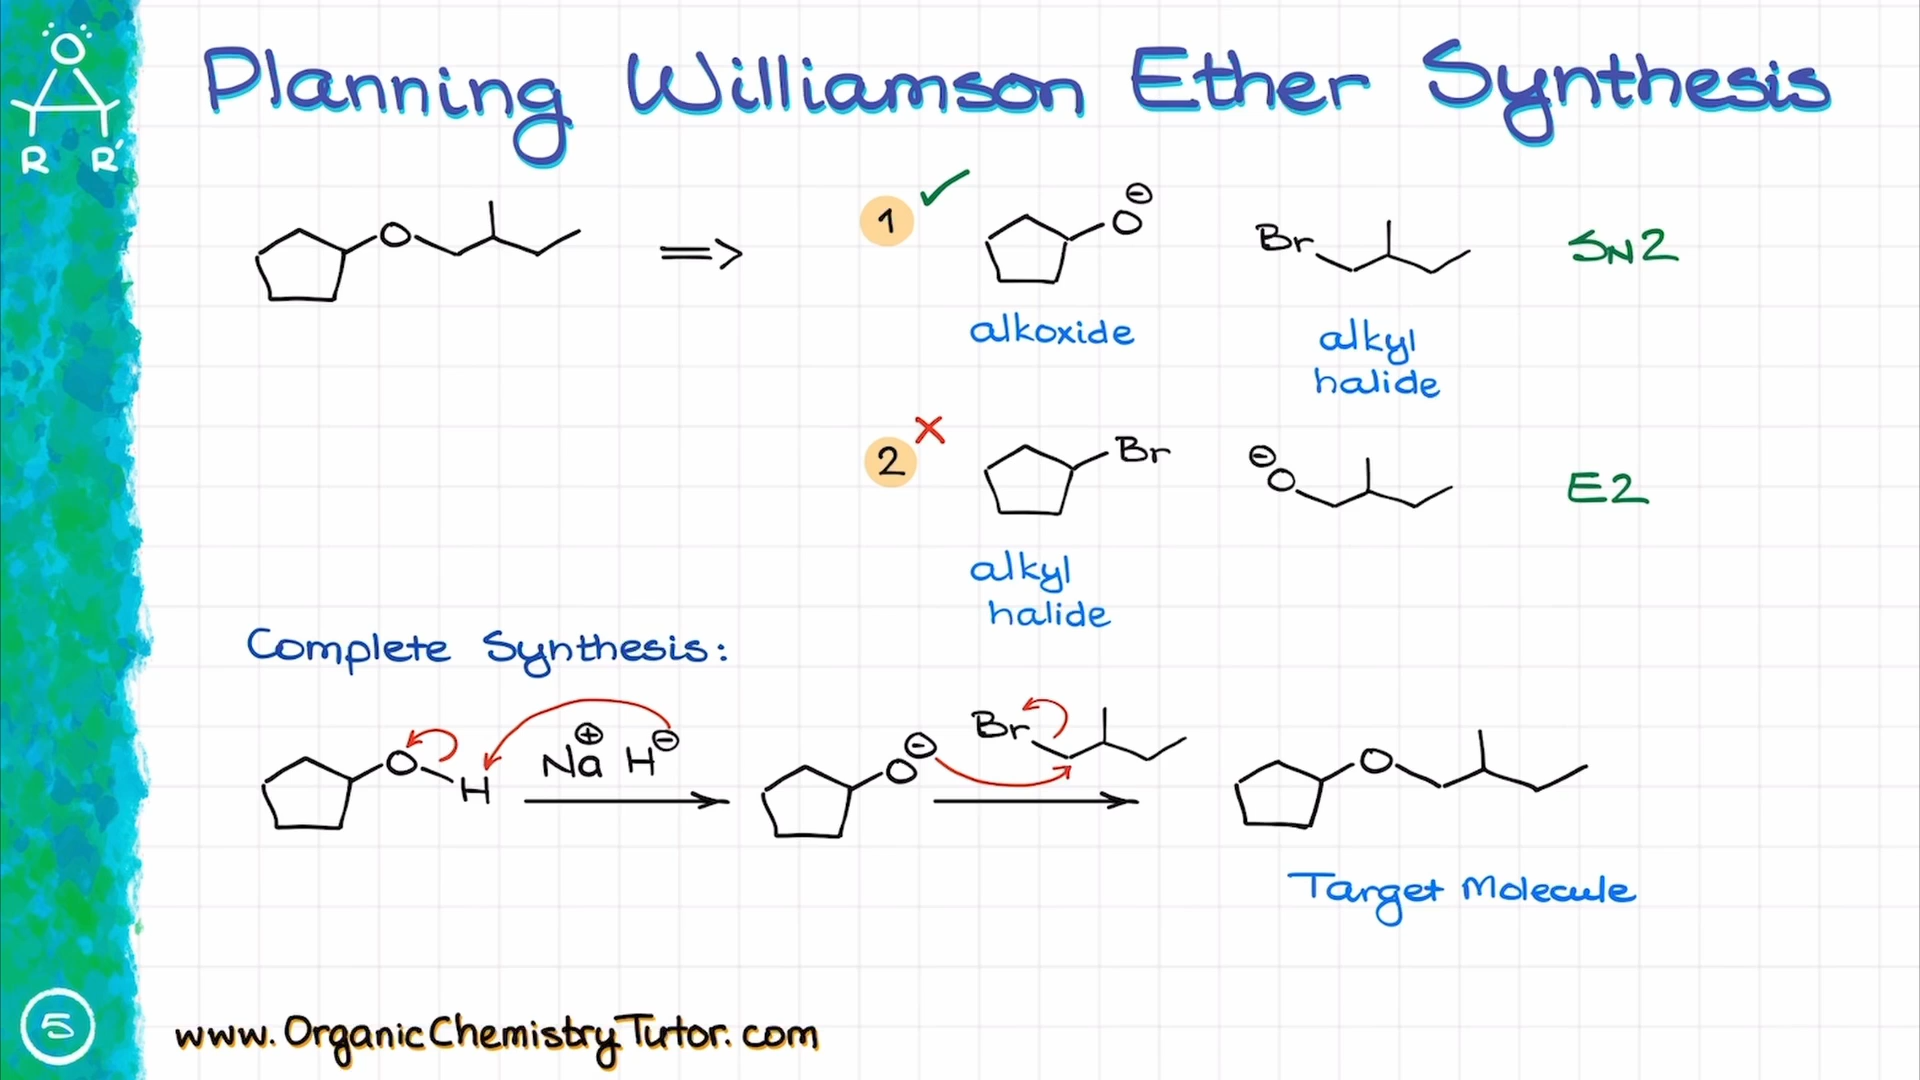 Planning Williamson Ether Synthesis
O
R R'
O
⇒
1 ✓
O⊖
Br
SN2
alkoxide
alkyl
halide
2 ✗
Br
⊖O
E2
alkyl
halide
Complete Synthesis:
O
H
Na⊕ H⊖
O⊖
Br
O
Target Molecule
5
www.OrganicChemistryTutor.com